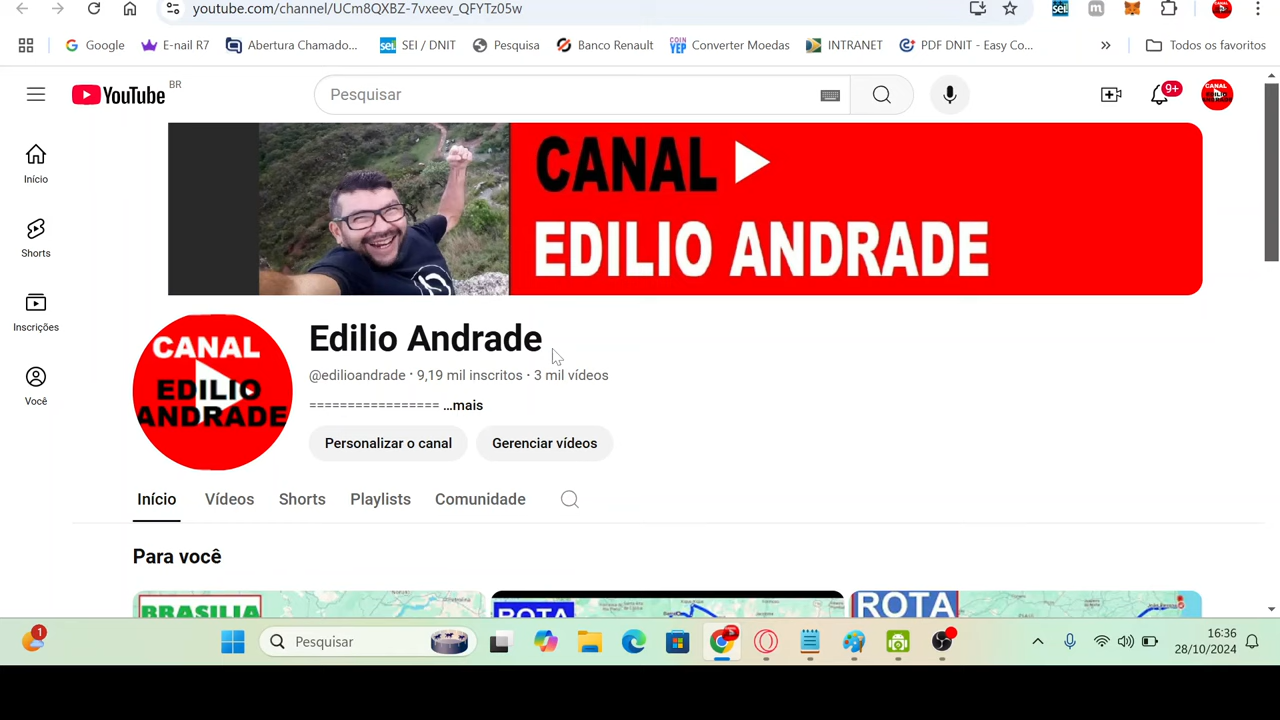 youtube.com/channel/UCm8QXBZ-7vxeev_QFYTz05w
Google
E-nail R7
Abertura Chamado...
SEI / DNIT
Pesquisa
Banco Renault
Converter Moedas
INTRANET
PDF DNIT - Easy Co...
»
Todos os favoritos
YouTube BR
Pesquisar
9+
Início
Shorts
Inscrições
Você
CANAL
EDILIO ANDRADE
CANAL
EDILIO
ANDRADE
Edilio Andrade
@edilioandrade · 9,19 mil inscritos · 3 mil vídeos
================= ...mais
Personalizar o canal
Gerenciar vídeos
Início
Vídeos
Shorts
Playlists
Comunidade
Para você
BRASILIA
ROTA
ROTA
1
Pesquisar
16:36
28/10/2024